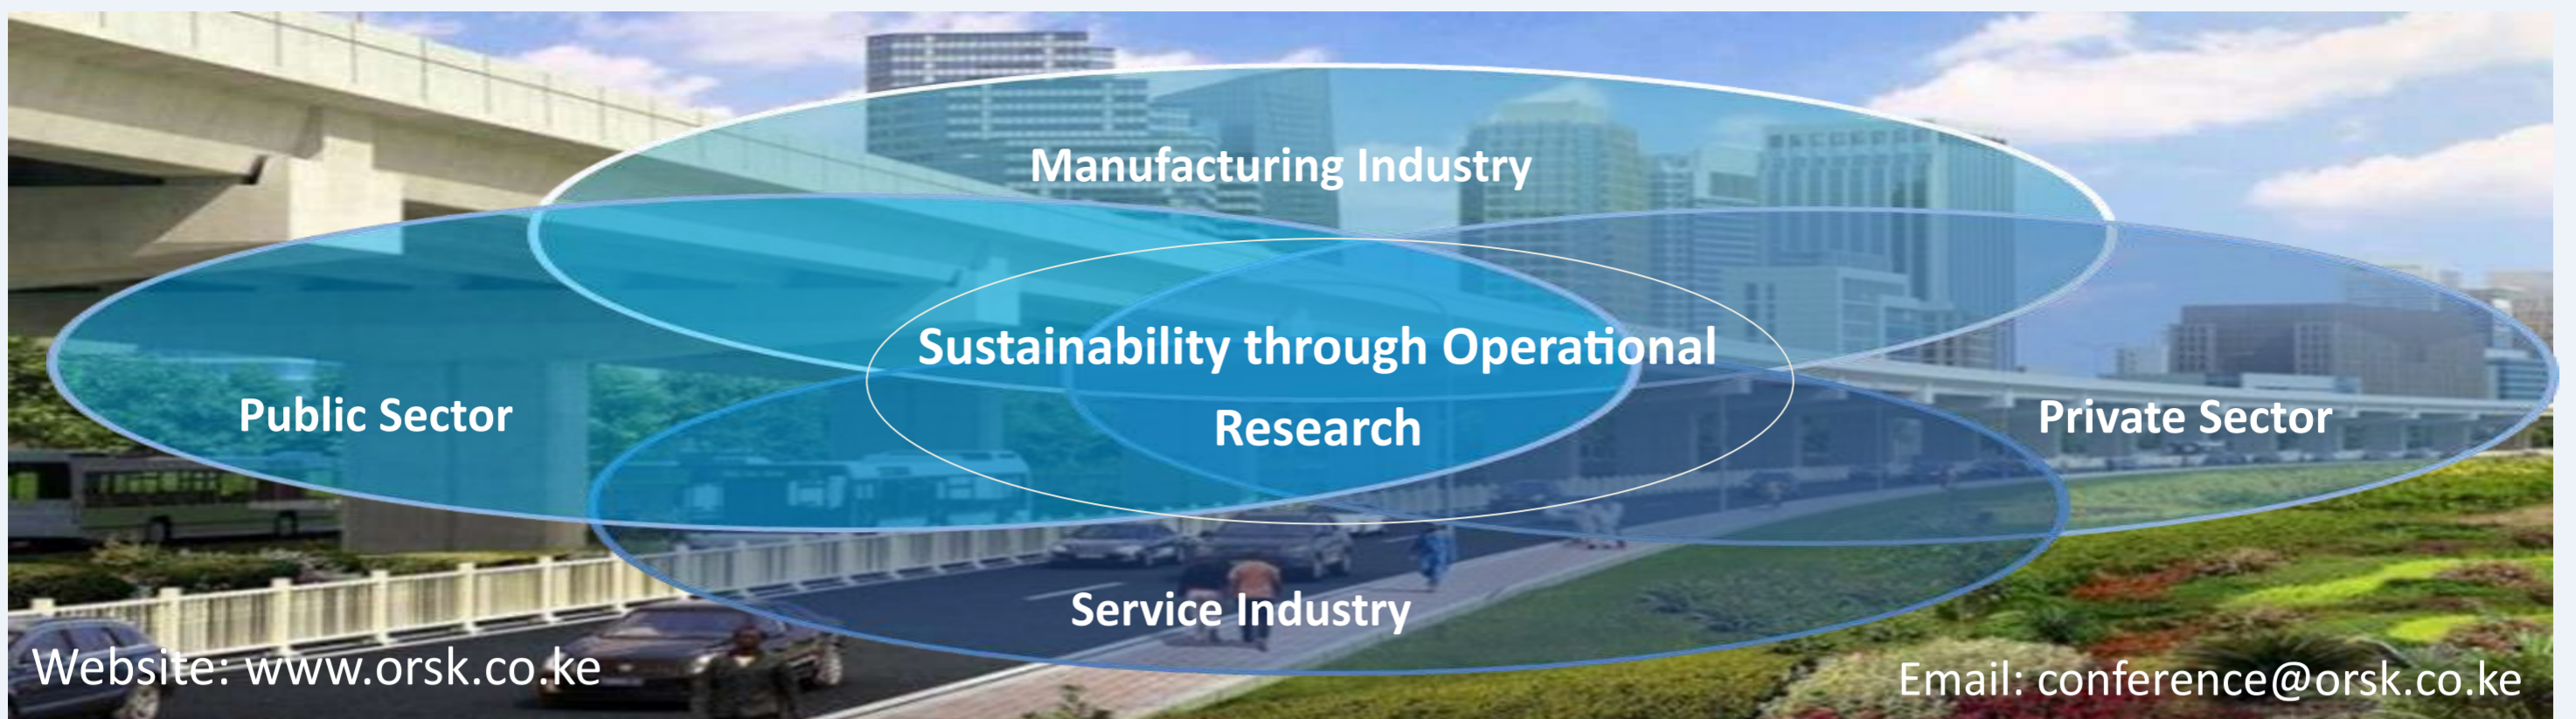 Manufacturing Industry
Sustainability through Operational
Research
Public Sector
Private Sector
Service Industry
Website: www.orsk.co.ke
Email: conference@orsk.co.ke